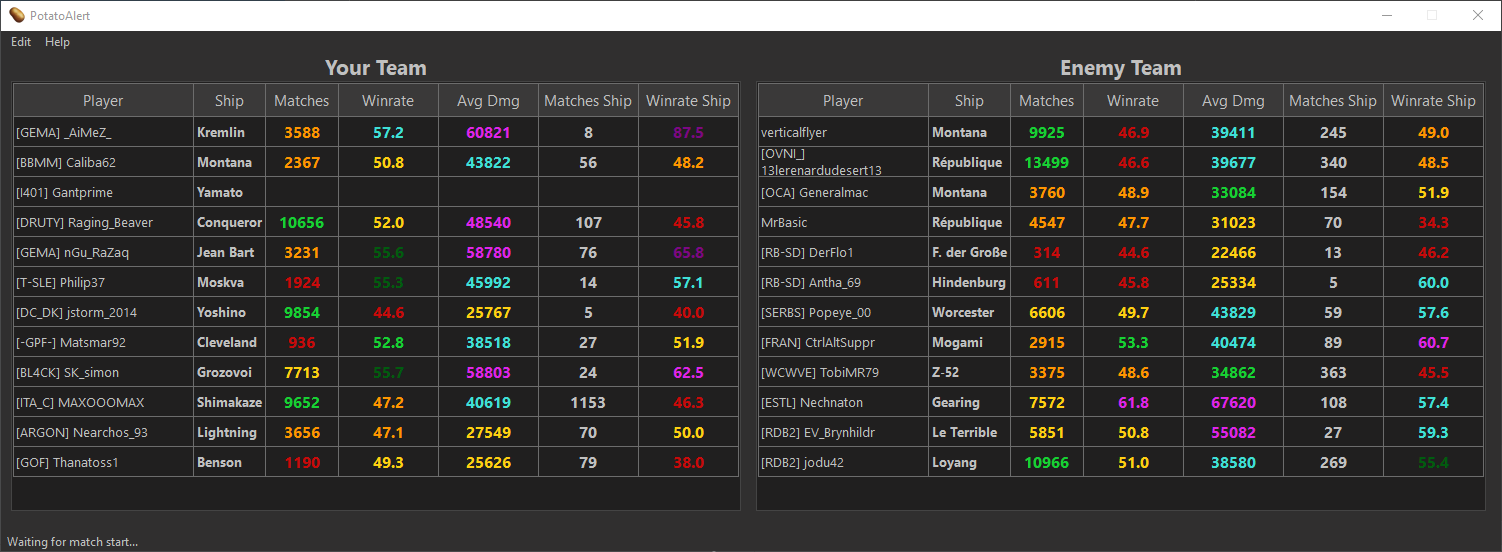 PotatoAlert
Edit Help
Your Team
Player Ship Matches Winrate Avg Dmg Matches Ship Winrate Ship
[GEMA] _AiMeZ_ Kremlin 3588 57.2 60821 8 87.5
[BBMM] Caliba62 Montana 2367 50.8 43822 56 48.2
[I401] Gantprime Yamato
[DRUTY] Raging_Beaver Conqueror 10656 52.0 48540 107 45.8
[GEMA] nGu_RaZaq Jean Bart 3231 55.6 58780 76 65.8
[T-SLE] Philip37 Moskva 1924 55.3 45992 14 57.1
[DC_DK] jstorm_2014 Yoshino 9854 44.6 25767 5 40.0
[-GPF-] Matsmar92 Cleveland 936 52.8 38518 27 51.9
[BL4CK] SK_simon Grozovoi 7713 55.7 58803 24 62.5
[ITA_C] MAXOOOMAX Shimakaze 9652 47.2 40619 1153 46.3
[ARGON] Nearchos_93 Lightning 3656 47.1 27549 70 50.0
[GOF] Thanatoss1 Benson 1190 49.3 25626 79 38.0
Enemy Team
Player Ship Matches Winrate Avg Dmg Matches Ship Winrate Ship
verticalflyer Montana 9925 46.9 39411 245 49.0
[OVNI_]
13lerenardudesert13 République 13499 46.6 39677 340 48.5
[OCA] Generalmac Montana 3760 48.9 33084 154 51.9
MrBasic République 4547 47.7 31023 70 34.3
[RB-SD] DerFlo1 F. der Große 314 44.6 22466 13 46.2
[RB-SD] Antha_69 Hindenburg 611 45.8 25334 5 60.0
[SERBS] Popeye_00 Worcester 6606 49.7 43829 59 57.6
[FRAN] CtrlAltSuppr Mogami 2915 53.3 40474 89 60.7
[WCWVE] TobiMR79 Z-52 3375 48.6 34862 363 45.5
[ESTL] Nechnaton Gearing 7572 61.8 67620 108 57.4
[RDB2] EV_Brynhildr Le Terrible 5851 50.8 55082 27 59.3
[RDB2] jodu42 Loyang 10966 51.0 38580 269 55.4
Waiting for match start...